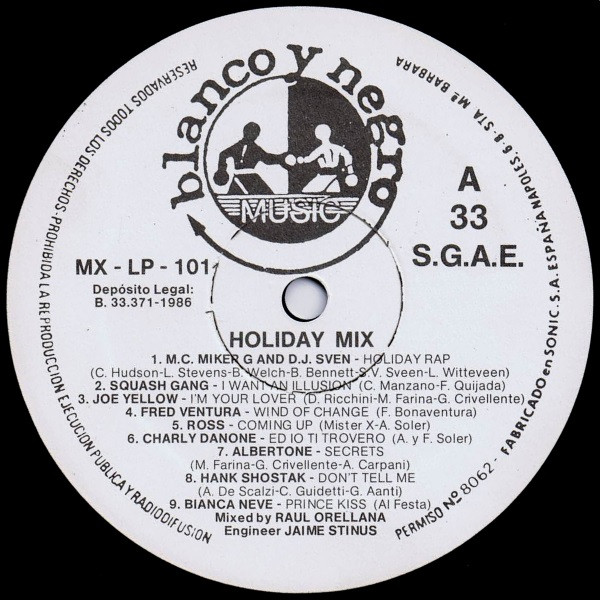 blanco y negro
MUSIC
A
33
S.G.A.E.
MX - LP - 101
Depósito Legal:
B. 33.371-1986
HOLIDAY MIX
1. M.C. MIKER G AND D.J. SVEN - HOLIDAY RAP
(C. Hudson-L. Stevens-B. Welch-B. Bennett-S.V. Sveen-L. Witteveen)
2. SQUASH GANG - I WANT AN ILLUSION (C. Manzano-F. Quijada)
3. JOE YELLOW - I'M YOUR LOVER (D. Ricchini-M. Farina-G. Crivellente)
4. FRED VENTURA - WIND OF CHANGE (F. Bonaventura)
5. ROSS - COMING UP (Mister X-A. Soler)
6. CHARLY DANONE - ED IO TI TROVERO (A. y F. Soler)
7. ALBERTONE - SECRETS
(M. Farina-G. Crivellente-A. Carpani)
8. HANK SHOSTAK - DON'T TELL ME
(A. De Scalzi-C. Guidetti-G. Aanti)
9. BIANCA NEVE - PRINCE KISS (Al Festa)
Mixed by RAUL ORELLANA
Engineer JAIME STINUS
RESERVADOS TODOS LOS DERECHOS-PROHIBIDA LA REPRODUCCION EJECUCION PUBLICA Y RADIODIFUSION
PERMISO Nº 8062 - FABRICADO en SONIC. S.A. ESPAÑA NAPOLES. 6-8-STA Mª BARBARA